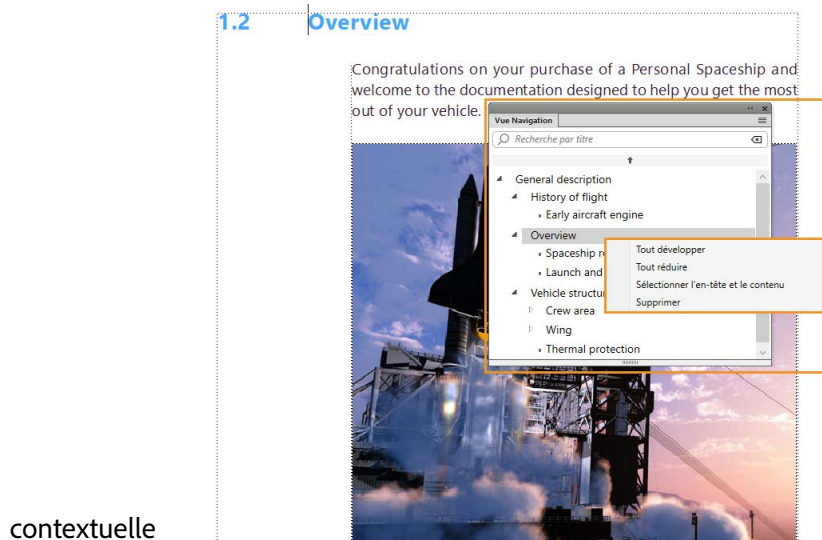 1.2 Overview
Congratulations on your purchase of a Personal Spaceship and
welcome to the documentation designed to help you get the most
out of your vehicle.
Vue Navigation
Recherche par titre
General description
History of flight
Early aircraft engine
Overview
Spaceship r
Launch and
Vehicle structu
Crew area
Wing
Thermal protection
Tout développer
Tout réduire
Sélectionner l'en-tête et le contenu
Supprimer
contextuelle